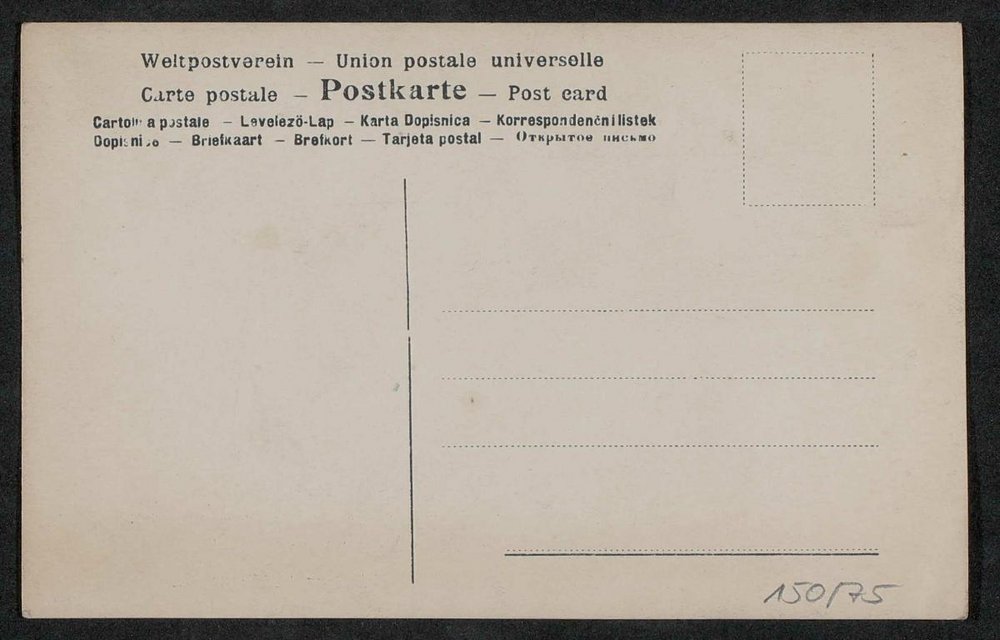 Weltpostverein — Union postale universelle
Carte postale — Postkarte — Post card
Cartolina postale — Levelező-Lap — Karta Dopisnica — Korrespondenční listek
Dopisnice — Briefkaart — Brefkort — Tarjeta postal — Открытое письмо
150/75